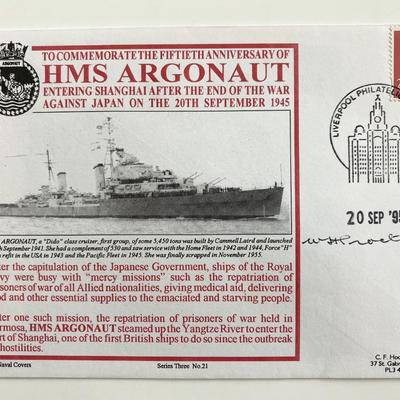 ARGONAUT
TO COMMEMORATE THE FIFTIETH ANNIVERSARY OF
HMS ARGONAUT
ENTERING SHANGHAI AFTER THE END OF THE WAR
AGAINST JAPAN ON THE 20TH SEPTEMBER 1945
LIVERPOOL PHILATELIC
20 SEP '95
ARGONAUT, a "Dido" class cruiser, first group, of some 5,450 tons was built by Cammell Laird and launched
September 1941. She had a complement of 530 and saw service with the Home Fleet in 1942 and 1944, Force "H"
refit in USA in 1943 and the Pacific Fleet in 1945. She was finally scrapped in November 1955.
ter the capitulation of the Japanese Government, ships of the Royal
vy were busy with "mercy missions" such as the repatriation of
isoners of war of all Allied nationalities, giving medical aid, delivering
od and other essential supplies to the emaciated and starving people.
ter one such mission, the repatriation of prisoners of war held in
rmosa, HMS ARGONAUT steamed up the Yangtze River to enter the
rt of Shanghai, one of the first British ships to do so since the outbreak
hostilities.
Naval Covers
Series Three No.21
C. F. Hoc
37 St. Gabr
PL3 4